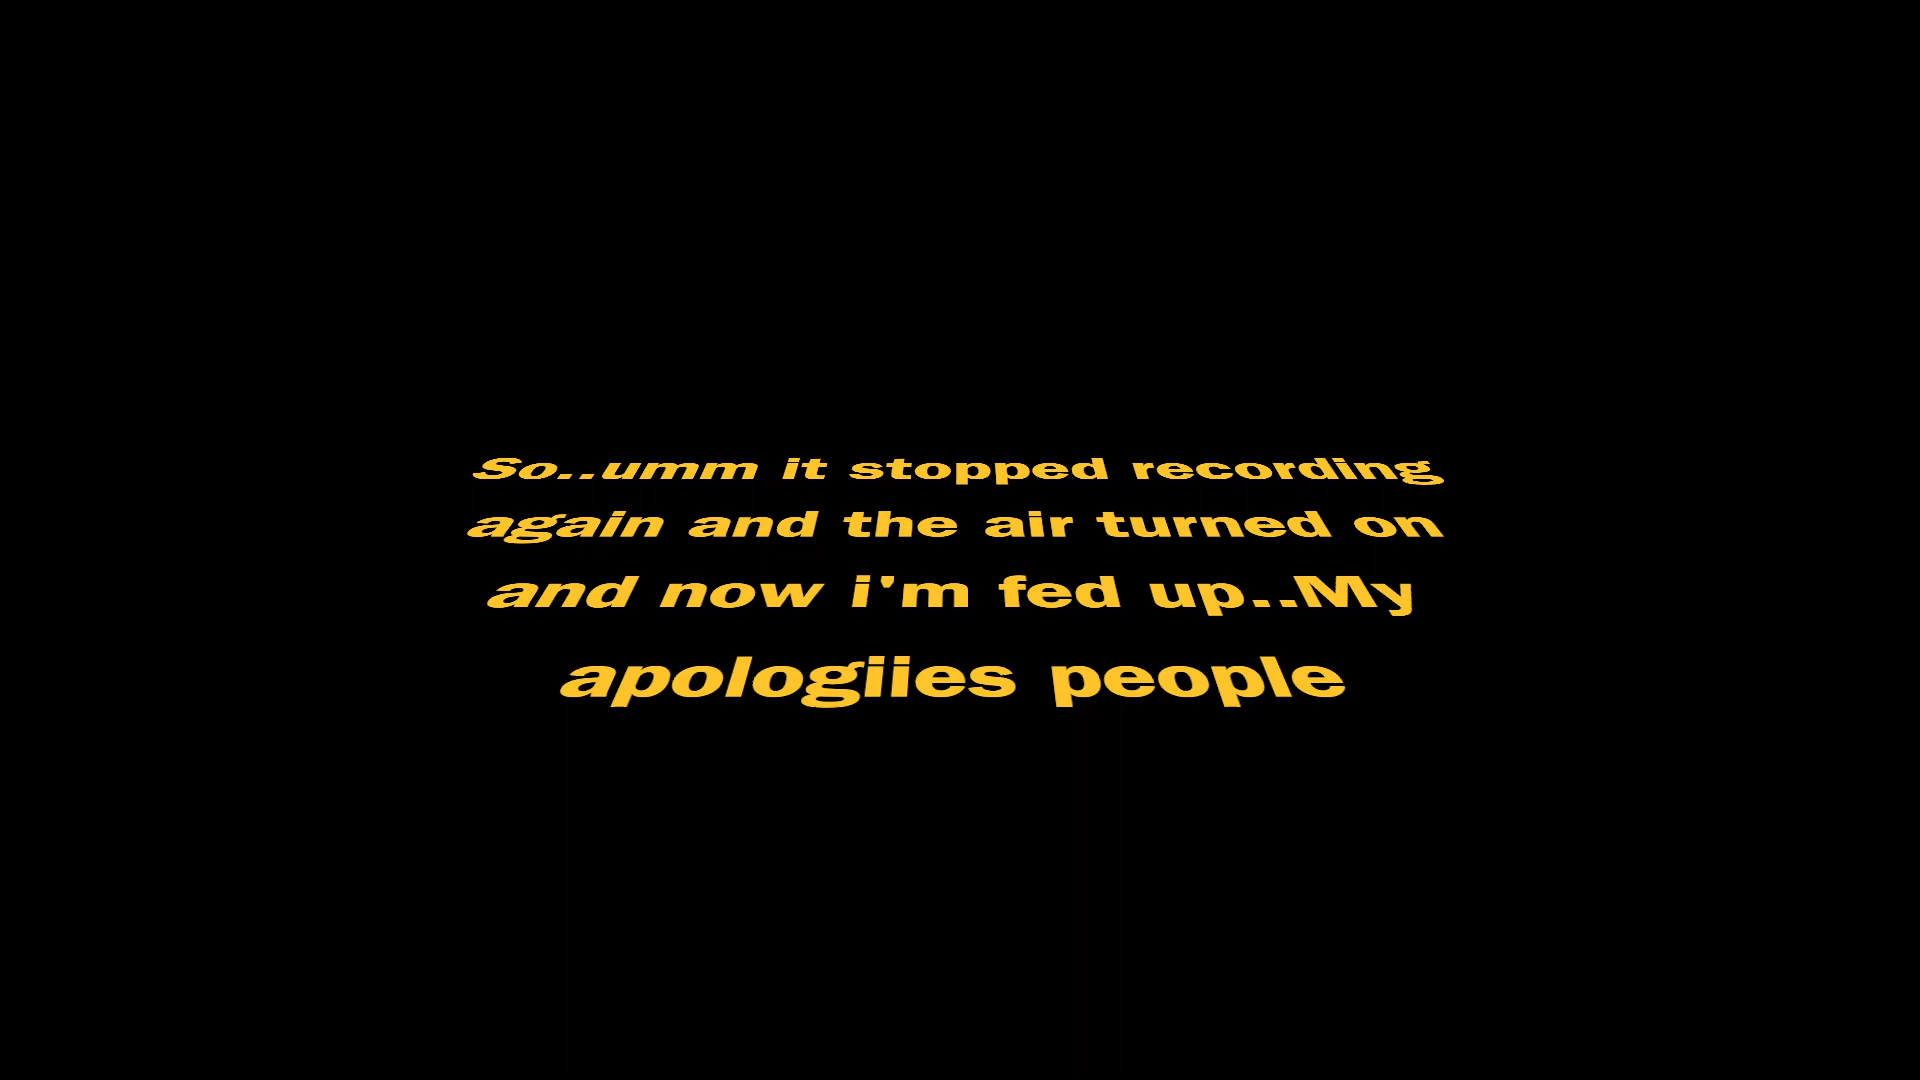 So..umm it stopped recording
again and the air turned on
and now i'm fed up..My
apologiies people